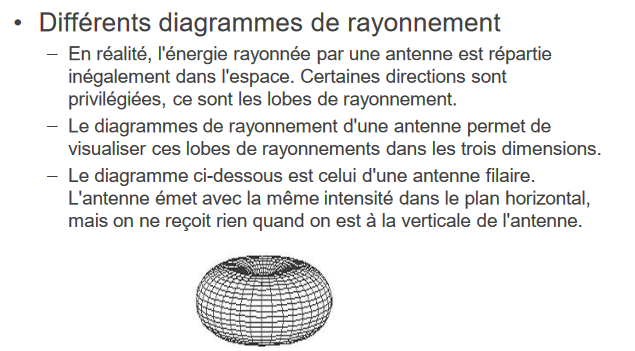 • Différents diagrammes de rayonnement
– En réalité, l'énergie rayonnée par une antenne est répartie
inégalement dans l'espace. Certaines directions sont
privilégiées, ce sont les lobes de rayonnement.
– Le diagrammes de rayonnement d'une antenne permet de
visualiser ces lobes de rayonnements dans les trois dimensions.
– Le diagramme ci-dessous est celui d'une antenne filaire.
L'antenne émet avec la même intensité dans le plan horizontal,
mais on ne reçoit rien quand on est à la verticale de l'antenne.